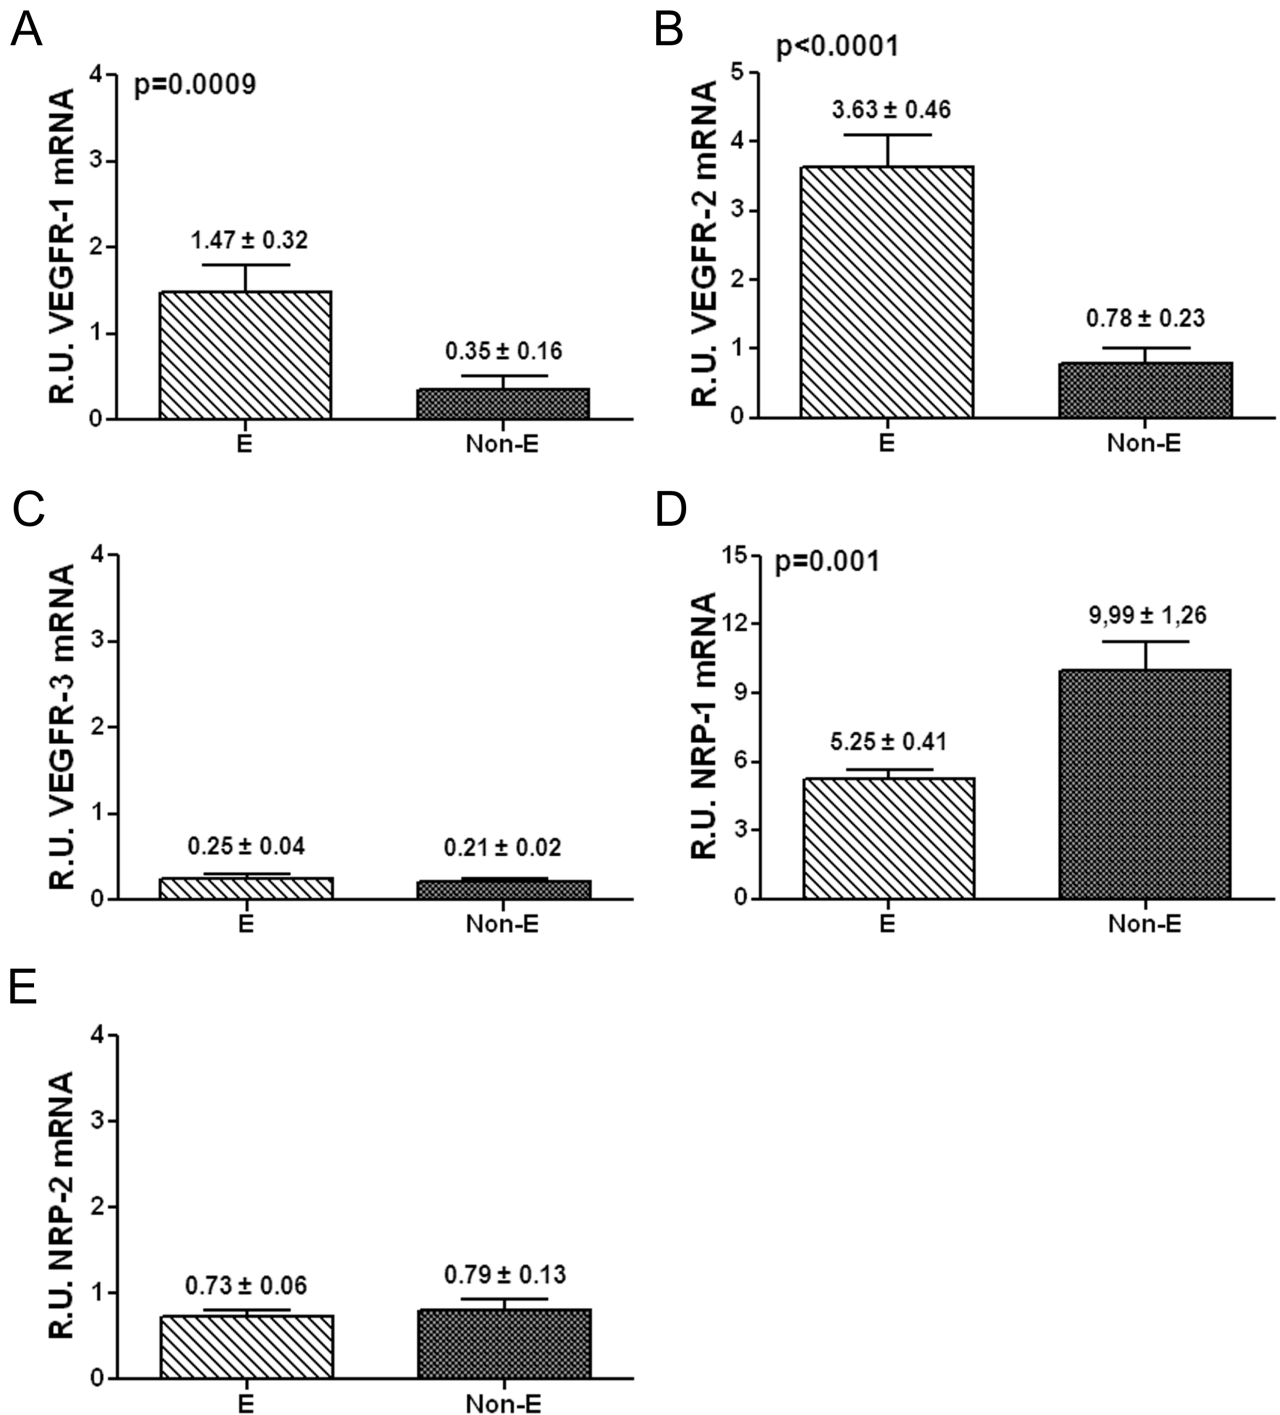 A
p=0.0009
R.U. VEGFR-1 mRNA
4
3
2
1
0
1.47 ± 0.32
0.35 ± 0.16
E
Non-E
B
p<0.0001
R.U. VEGFR-2 mRNA
5
4
3
2
1
0
3.63 ± 0.46
0.78 ± 0.23
E
Non-E
C
R.U. VEGFR-3 mRNA
4
3
2
1
0
0.25 ± 0.04
0.21 ± 0.02
E
Non-E
D
p=0.001
R.U. NRP-1 mRNA
15
12
9
6
3
0
5.25 ± 0.41
9,99 ± 1,26
E
Non-E
E
R.U. NRP-2 mRNA
4
3
2
1
0
0.73 ± 0.06
0.79 ± 0.13
E
Non-E